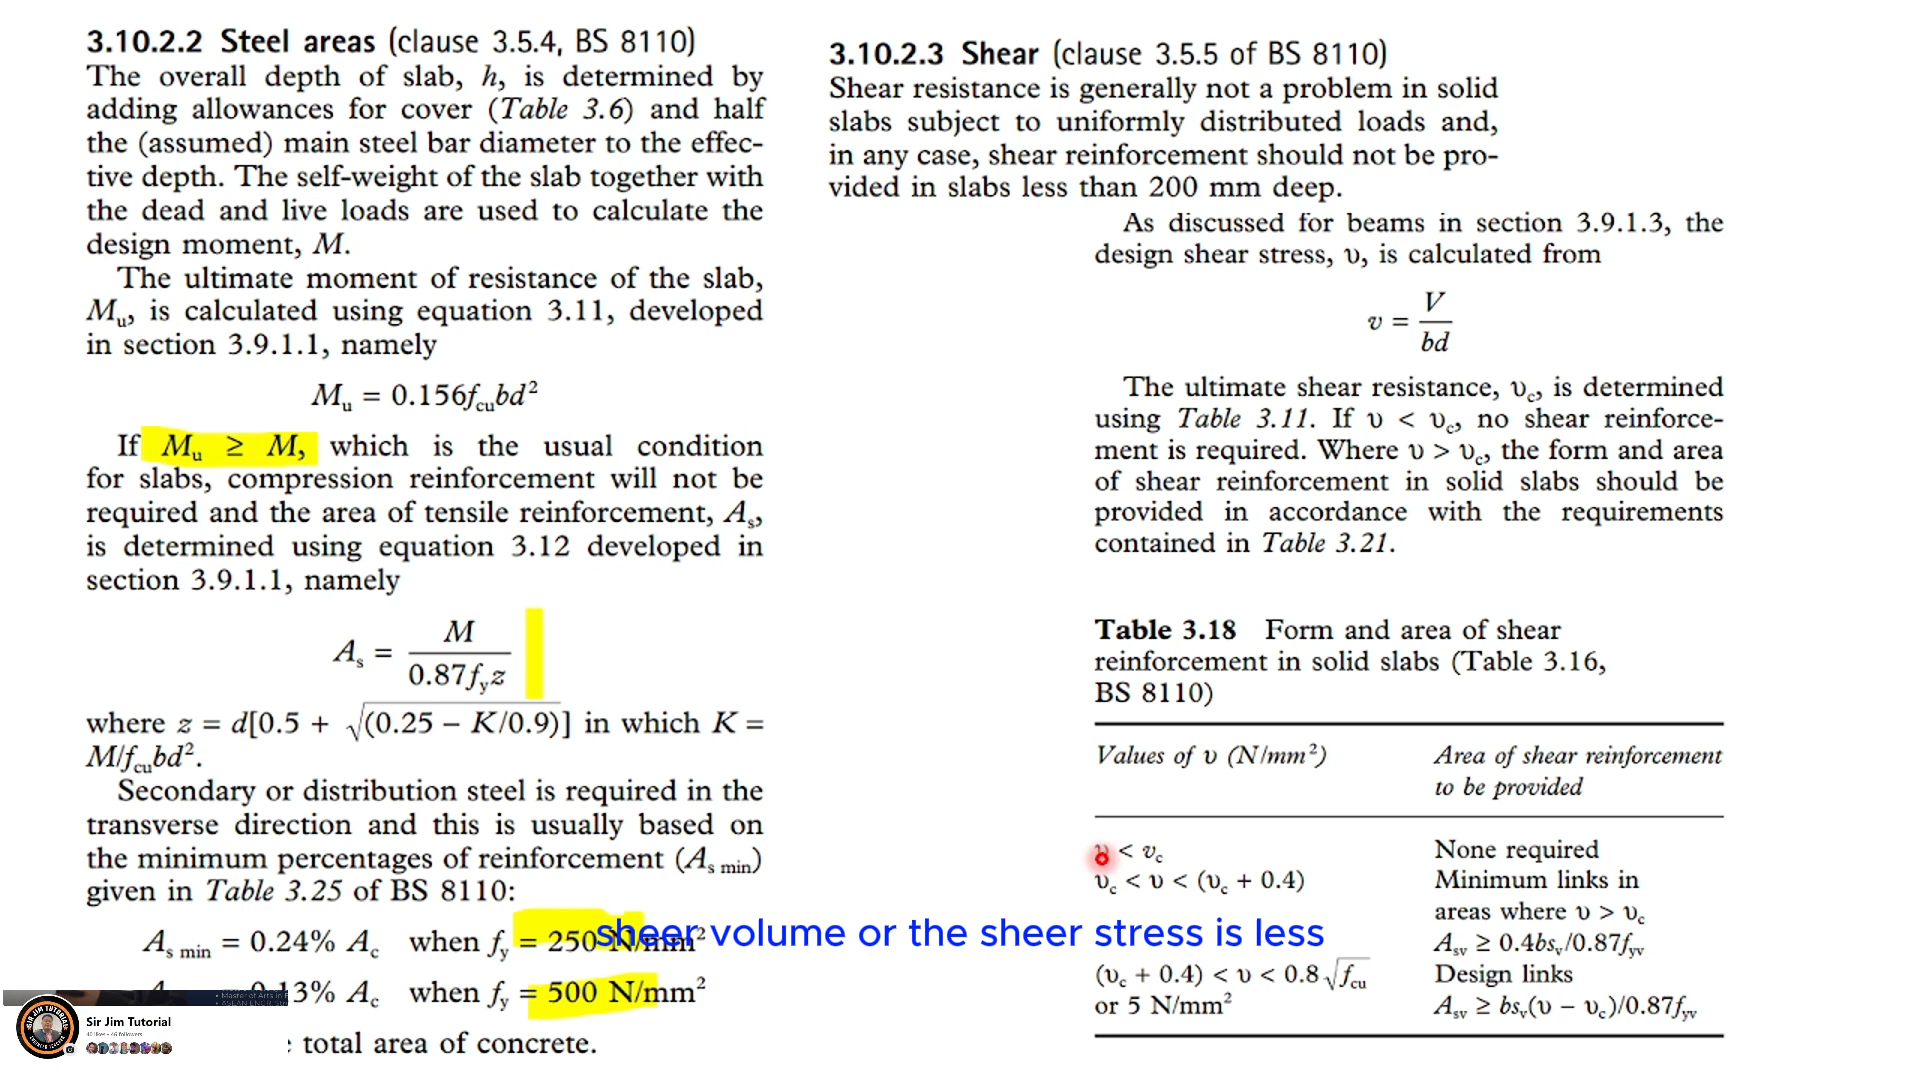 3.10.2.2 Steel areas (clause 3.5.4, BS 8110)
The overall depth of slab, h, is determined by
adding allowances for cover (Table 3.6) and half
the (assumed) main steel bar diameter to the effec-
tive depth. The self-weight of the slab together with
the dead and live loads are used to calculate the
design moment, M.
The ultimate moment of resistance of the slab,
Mu, is calculated using equation 3.11, developed
in section 3.9.1.1, namely
Mu = 0.156fcubd²
If Mu ≥ M, which is the usual condition
for slabs, compression reinforcement will not be
required and the area of tensile reinforcement, As,
is determined using equation 3.12 developed in
section 3.9.1.1, namely
As = M / 0.87fyz
where z = d[0.5 + √(0.25 − K/0.9)] in which K =
M/fcubd².
Secondary or distribution steel is required in the
transverse direction and this is usually based on
the minimum percentages of reinforcement (As min)
given in Table 3.25 of BS 8110:
As min = 0.24% Ac when fy = 250 N/mm²
13% Ac when fy = 500 N/mm²
total area of concrete.
3.10.2.3 Shear (clause 3.5.5 of BS 8110)
Shear resistance is generally not a problem in solid
slabs subject to uniformly distributed loads and,
in any case, shear reinforcement should not be pro-
vided in slabs less than 200 mm deep.
As discussed for beams in section 3.9.1.3, the
design shear stress, υ, is calculated from
υ = V / bd
The ultimate shear resistance, υc, is determined
using Table 3.11. If υ < υc, no shear reinforce-
ment is required. Where υ > υc, the form and area
of shear reinforcement in solid slabs should be
provided in accordance with the requirements
contained in Table 3.21.
Table 3.18 Form and area of shear
reinforcement in solid slabs (Table 3.16,
BS 8110)
Values of υ (N/mm²) Area of shear reinforcement
to be provided
υ < υc None required
υc < υ < (υc + 0.4) Minimum links in
areas where υ > υc
Asv ≥ 0.4bsv/0.87fyv
(υc + 0.4) < υ < 0.8√fcu Design links
or 5 N/mm² Asv ≥ bsv(υ − υc)/0.87fyv
sheer volume or the sheer stress is less
Sir Jim Tutorial